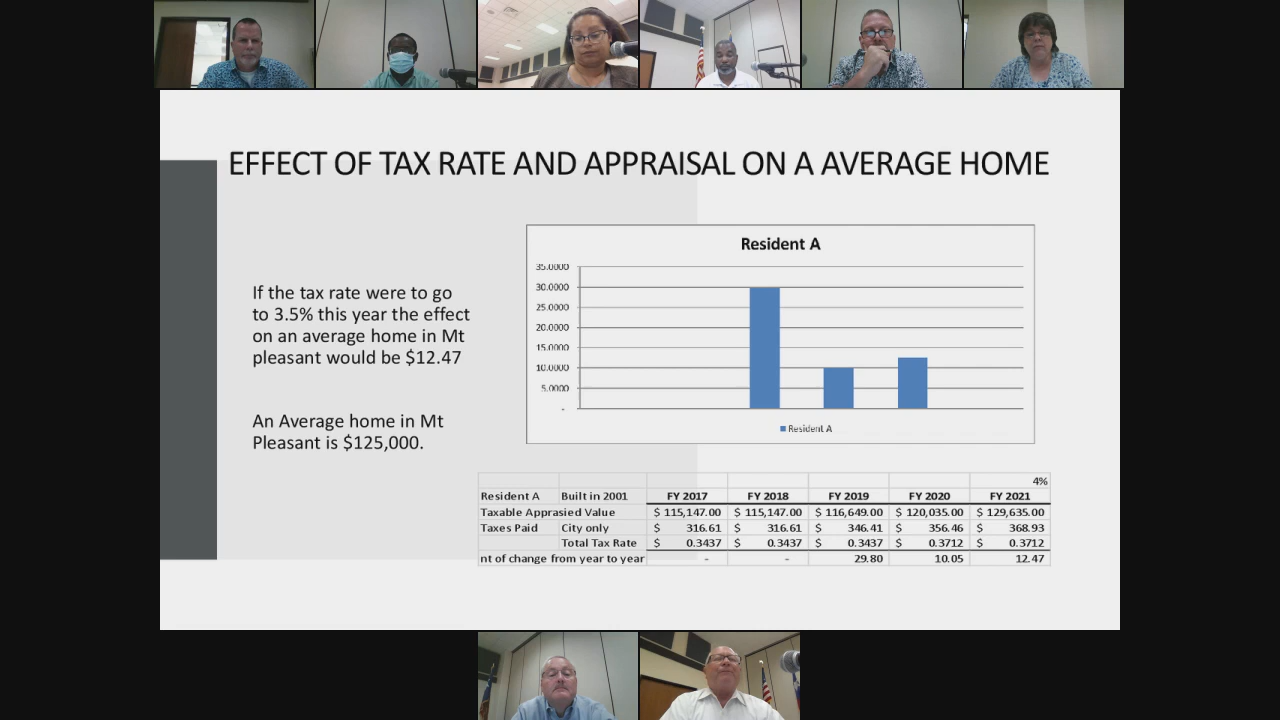 EFFECT OF TAX RATE AND APPRAISAL ON A AVERAGE HOME
If the tax rate were to go
to 3.5% this year the effect
on an average home in Mt
pleasant would be $12.47
An Average home in Mt
Pleasant is $125,000.
Resident A
35.0000
30.0000
25.0000
20.0000
15.0000
10.0000
5.0000
-
Resident A
4%
Resident A Built in 2001 FY 2017 FY 2018 FY 2019 FY 2020 FY 2021
Taxable Apprasied Value $ 115,147.00 $ 115,147.00 $ 116,649.00 $ 120,035.00 $ 129,635.00
Taxes Paid City only $ 316.61 $ 316.61 $ 346.41 $ 356.46 $ 368.93
Total Tax Rate $ 0.3437 $ 0.3437 $ 0.3437 $ 0.3712 $ 0.3712
nt of change from year to year - - 29.80 10.05 12.47